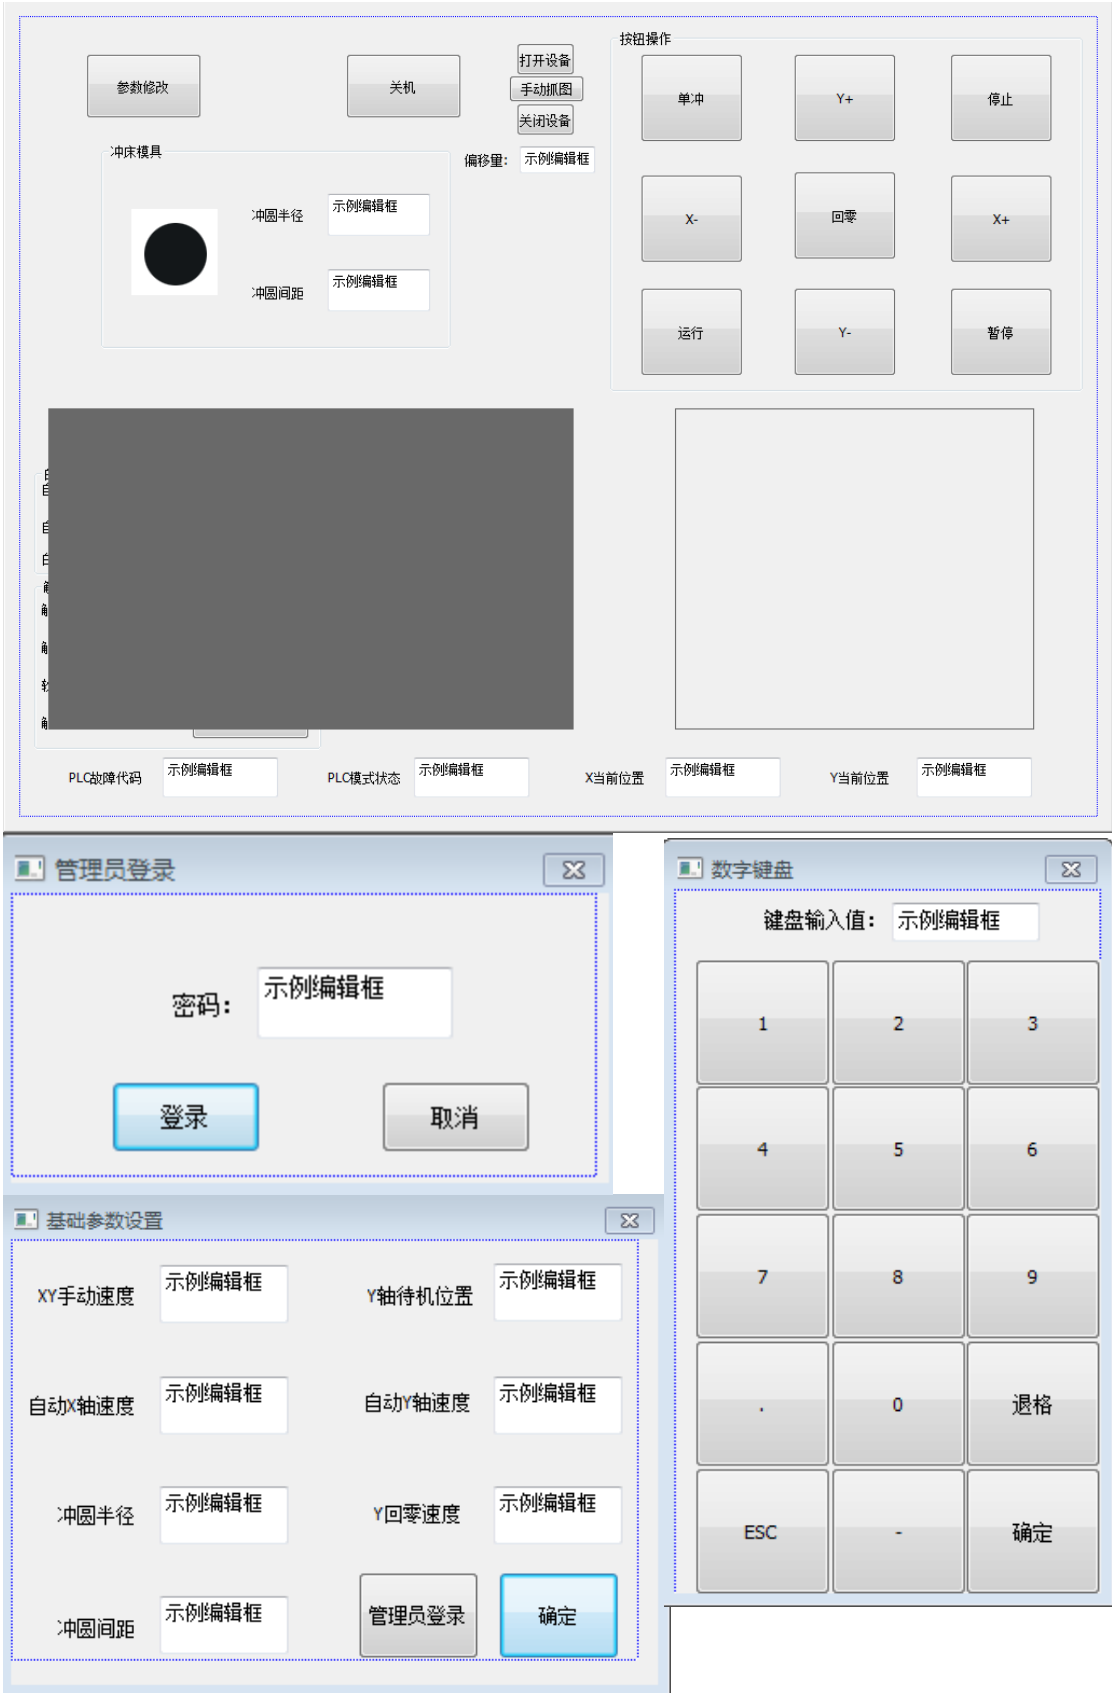 参数修改
关机
打开设备
手动抓图
关闭设备
偏移量： 示例编辑框
冲床模具
冲圆半径 示例编辑框
冲圆间距 示例编辑框
按钮操作
单冲 Y+ 停止
X- 回零 X+
运行 Y- 暂停
PLC故障代码 示例编辑框 PLC模式状态 示例编辑框 X当前位置 示例编辑框 Y当前位置 示例编辑框
管理员登录
密码： 示例编辑框
登录 取消
数字键盘
键盘输入值： 示例编辑框
1 2 3
4 5 6
7 8 9
. 0 退格
ESC - 确定
基础参数设置
XY手动速度 示例编辑框 Y轴待机位置 示例编辑框
自动X轴速度 示例编辑框 自动Y轴速度 示例编辑框
冲圆半径 示例编辑框 Y回零速度 示例编辑框
冲圆间距 示例编辑框 管理员登录 确定